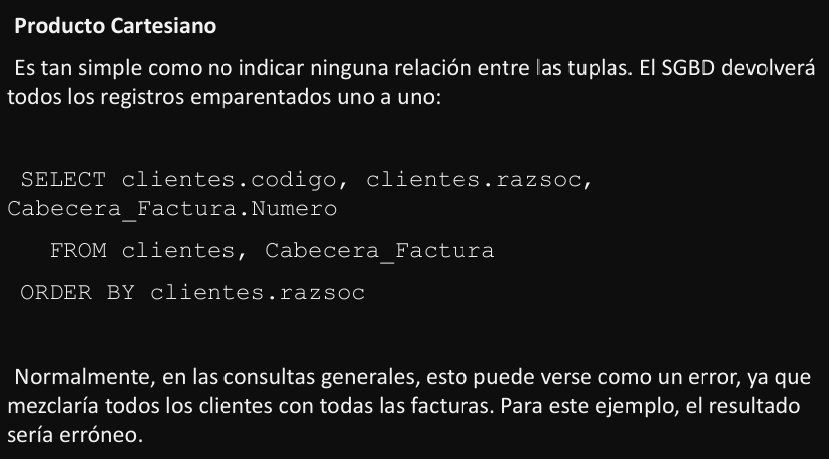 Producto Cartesiano
Es tan simple como no indicar ninguna relación entre las tuplas. El SGBD devolverá
todos los registros emparentados uno a uno:
SELECT clientes.codigo, clientes.razsoc,
Cabecera_Factura.Numero
FROM clientes, Cabecera_Factura
ORDER BY clientes.razsoc
Normalmente, en las consultas generales, esto puede verse como un error, ya que
mezclaría todos los clientes con todas las facturas. Para este ejemplo, el resultado
sería erróneo.